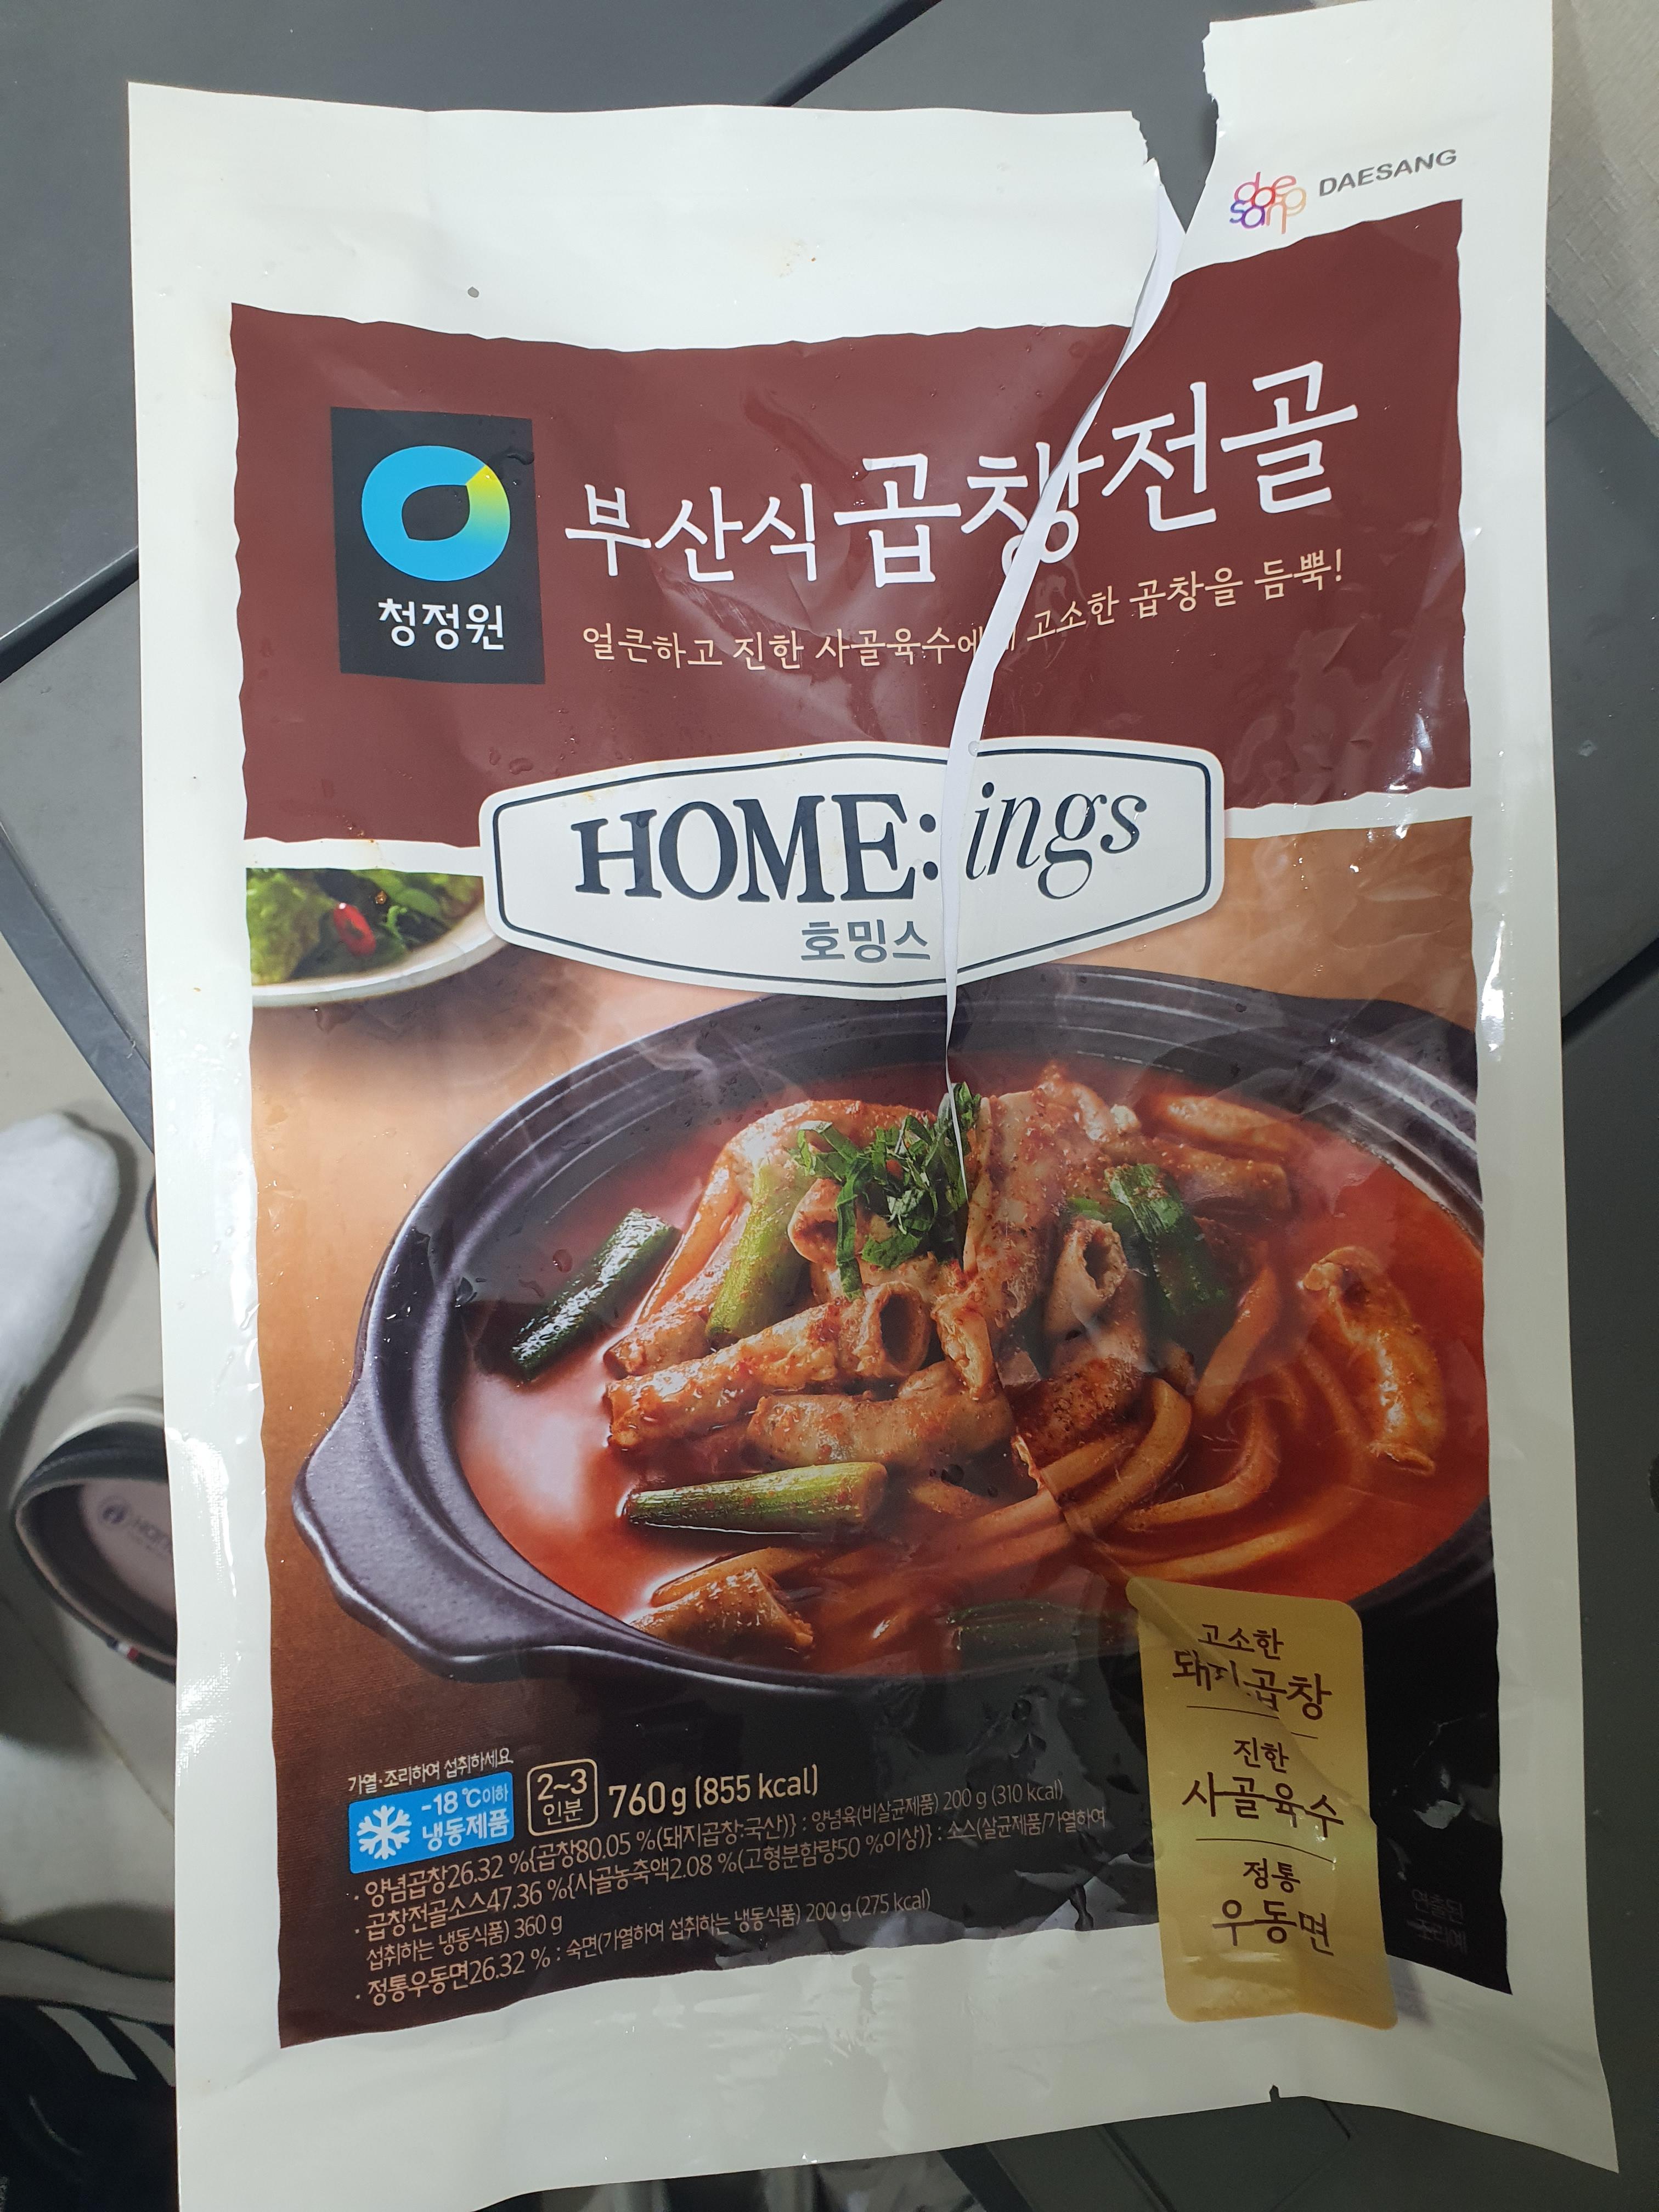 daesang DAESANG
청정원
부산식 곱창전골
얼큰하고 진한 사골육수에 고소한 곱창을 듬뿍!
HOME:ings
호밍스
고소한
돼지곱창
진한
사골육수
정통
우동면
가열·조리하여 섭취하세요
-18℃이하
냉동제품
2~3
인분
760g (855 kcal)
· 양념곱창26.32 %{곱창80.05 %(돼지곱창:국산)} : 양념육(비살균제품) 200 g (310 kcal)
· 곱창전골소스47.36 %{사골농축액2.08 %(고형분함량50 %이상)} : 소스(살균제품/가열하여
섭취하는 냉동식품) 360 g
· 정통우동면26.32 % : 숙면(가열하여 섭취하는 냉동식품) 200 g (275 kcal)
연출된
조리예